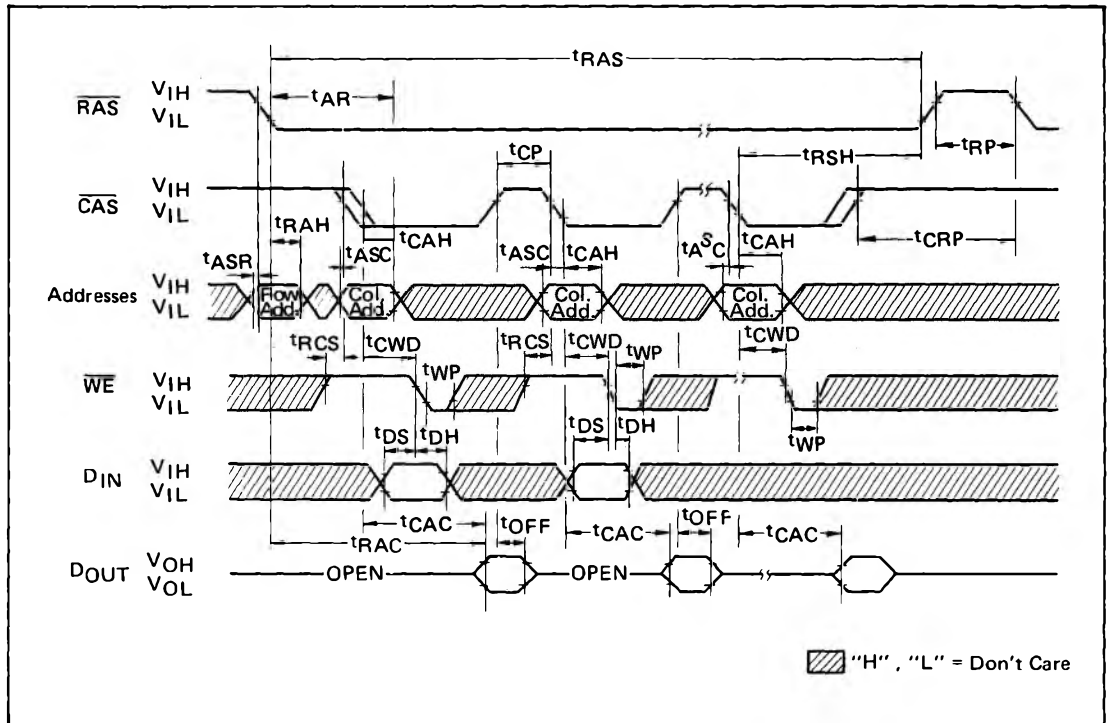 tRAS
RAS VIH VIL tAR tRP
tRSH
tCP
CAS VIH VIL
tRAH tASC tCAH tASC tCAH tASC tCAH tCRP
tASR
Addresses VIH VIL Row Add. Col. Add. Col. Add. Col. Add.
tRCS tCWD tRCS tCWD tWP tCWD
WE VIH VIL tWP
tWP
tDS tDH tDS tDH
DIN VIH VIL
tCAC tOFF tCAC tOFF tCAC
tRAC
DOUT VOH VOL OPEN OPEN
"H" , "L" = Don't Care